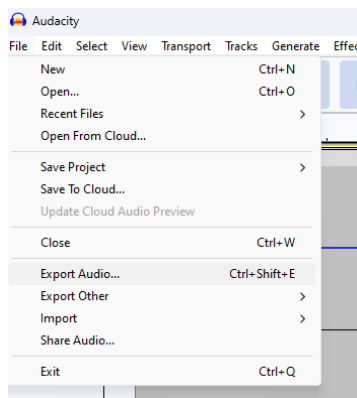 Audacity
File Edit Select View Transport Tracks Generate Effec
New Ctrl+N
Open... Ctrl+O
Recent Files >
Open From Cloud...
Save Project >
Save To Cloud...
Update Cloud Audio Preview
Close Ctrl+W
Export Audio... Ctrl+Shift+E
Export Other >
Import >
Share Audio...
Exit Ctrl+Q